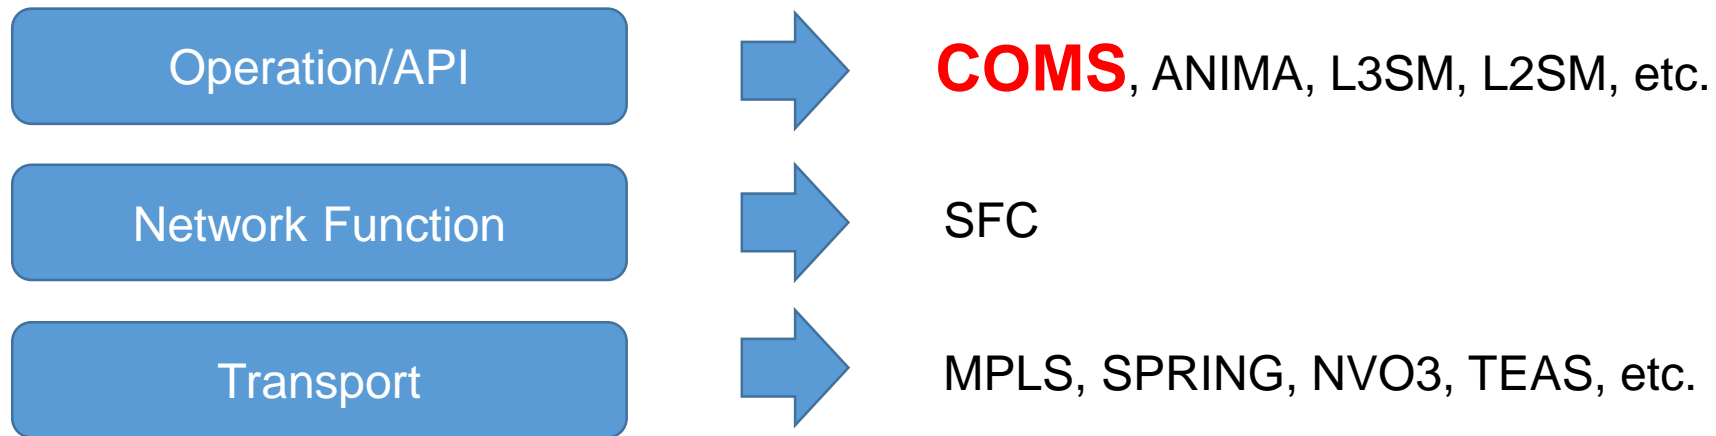 Operation/API
COMS, ANIMA, L3SM, L2SM, etc.
Network Function
SFC
Transport
MPLS, SPRING, NVO3, TEAS, etc.